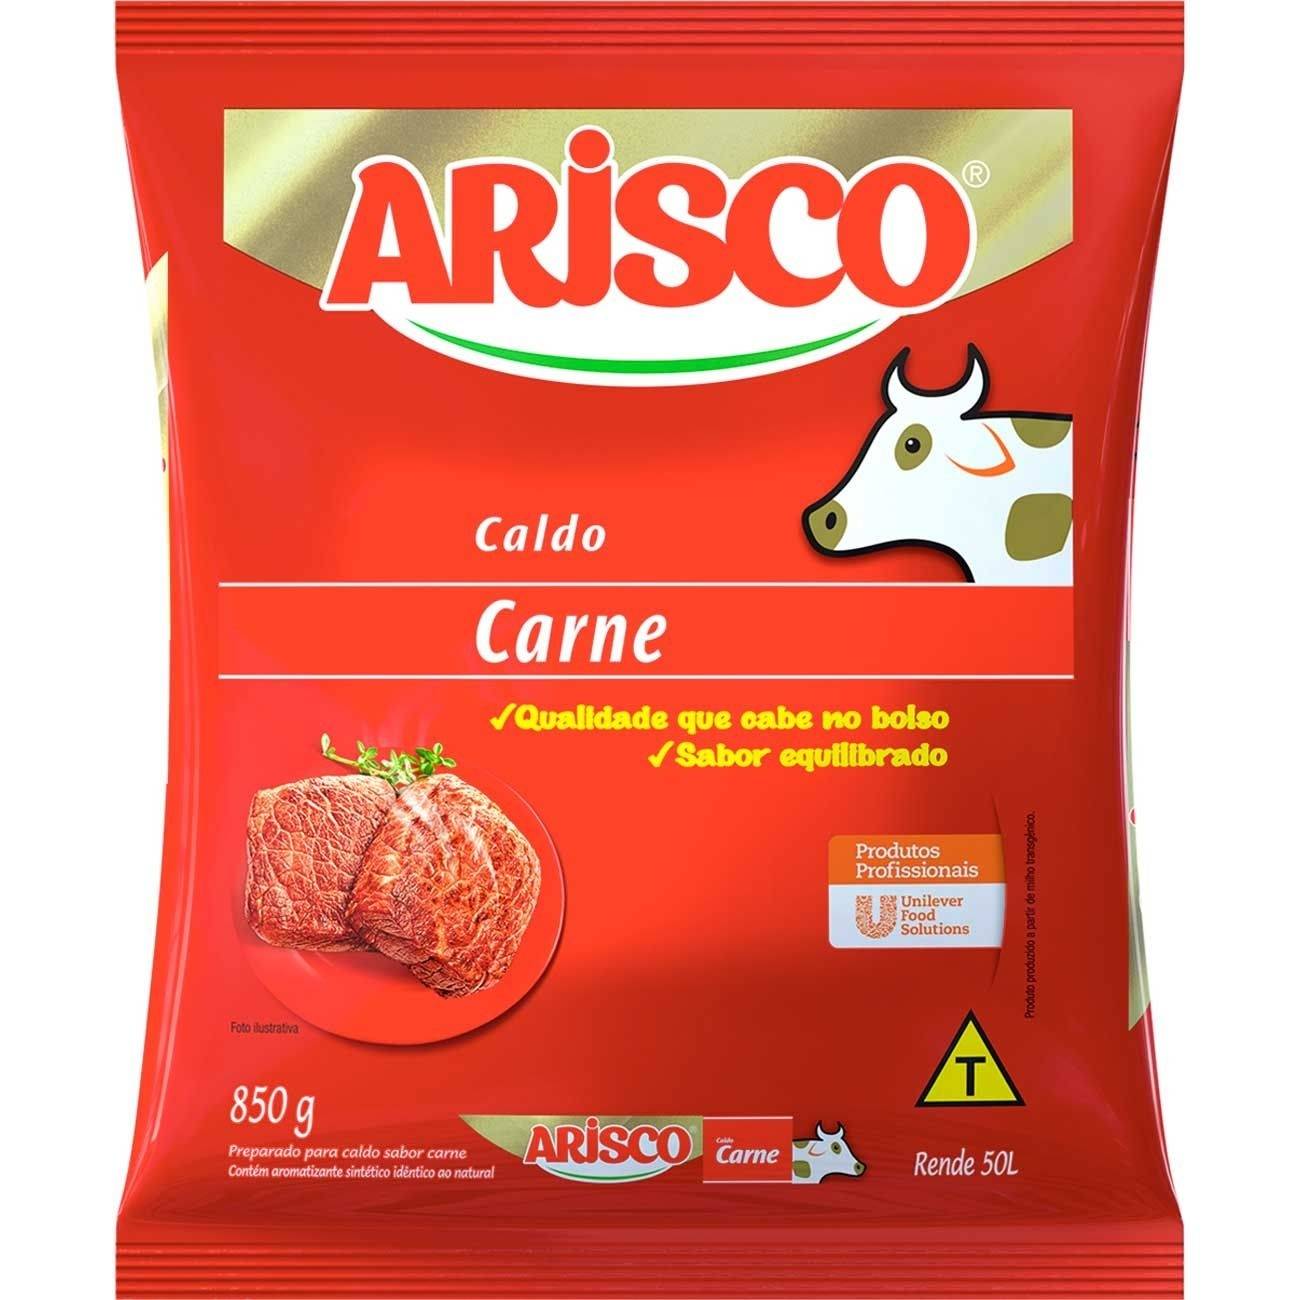 ARISCO®
Caldo
Carne
✓Qualidade que cabe no bolso
✓Sabor equilibrado
Produtos
Profissionais
Unilever
Food
Solutions
Produto produzido a partir de milho transgênico.
Foto ilustrativa
T
850 g
Preparado para caldo sabor carne
Contém aromatizante sintético idêntico ao natural
ARISCO
Caldo
Carne
Rende 50L